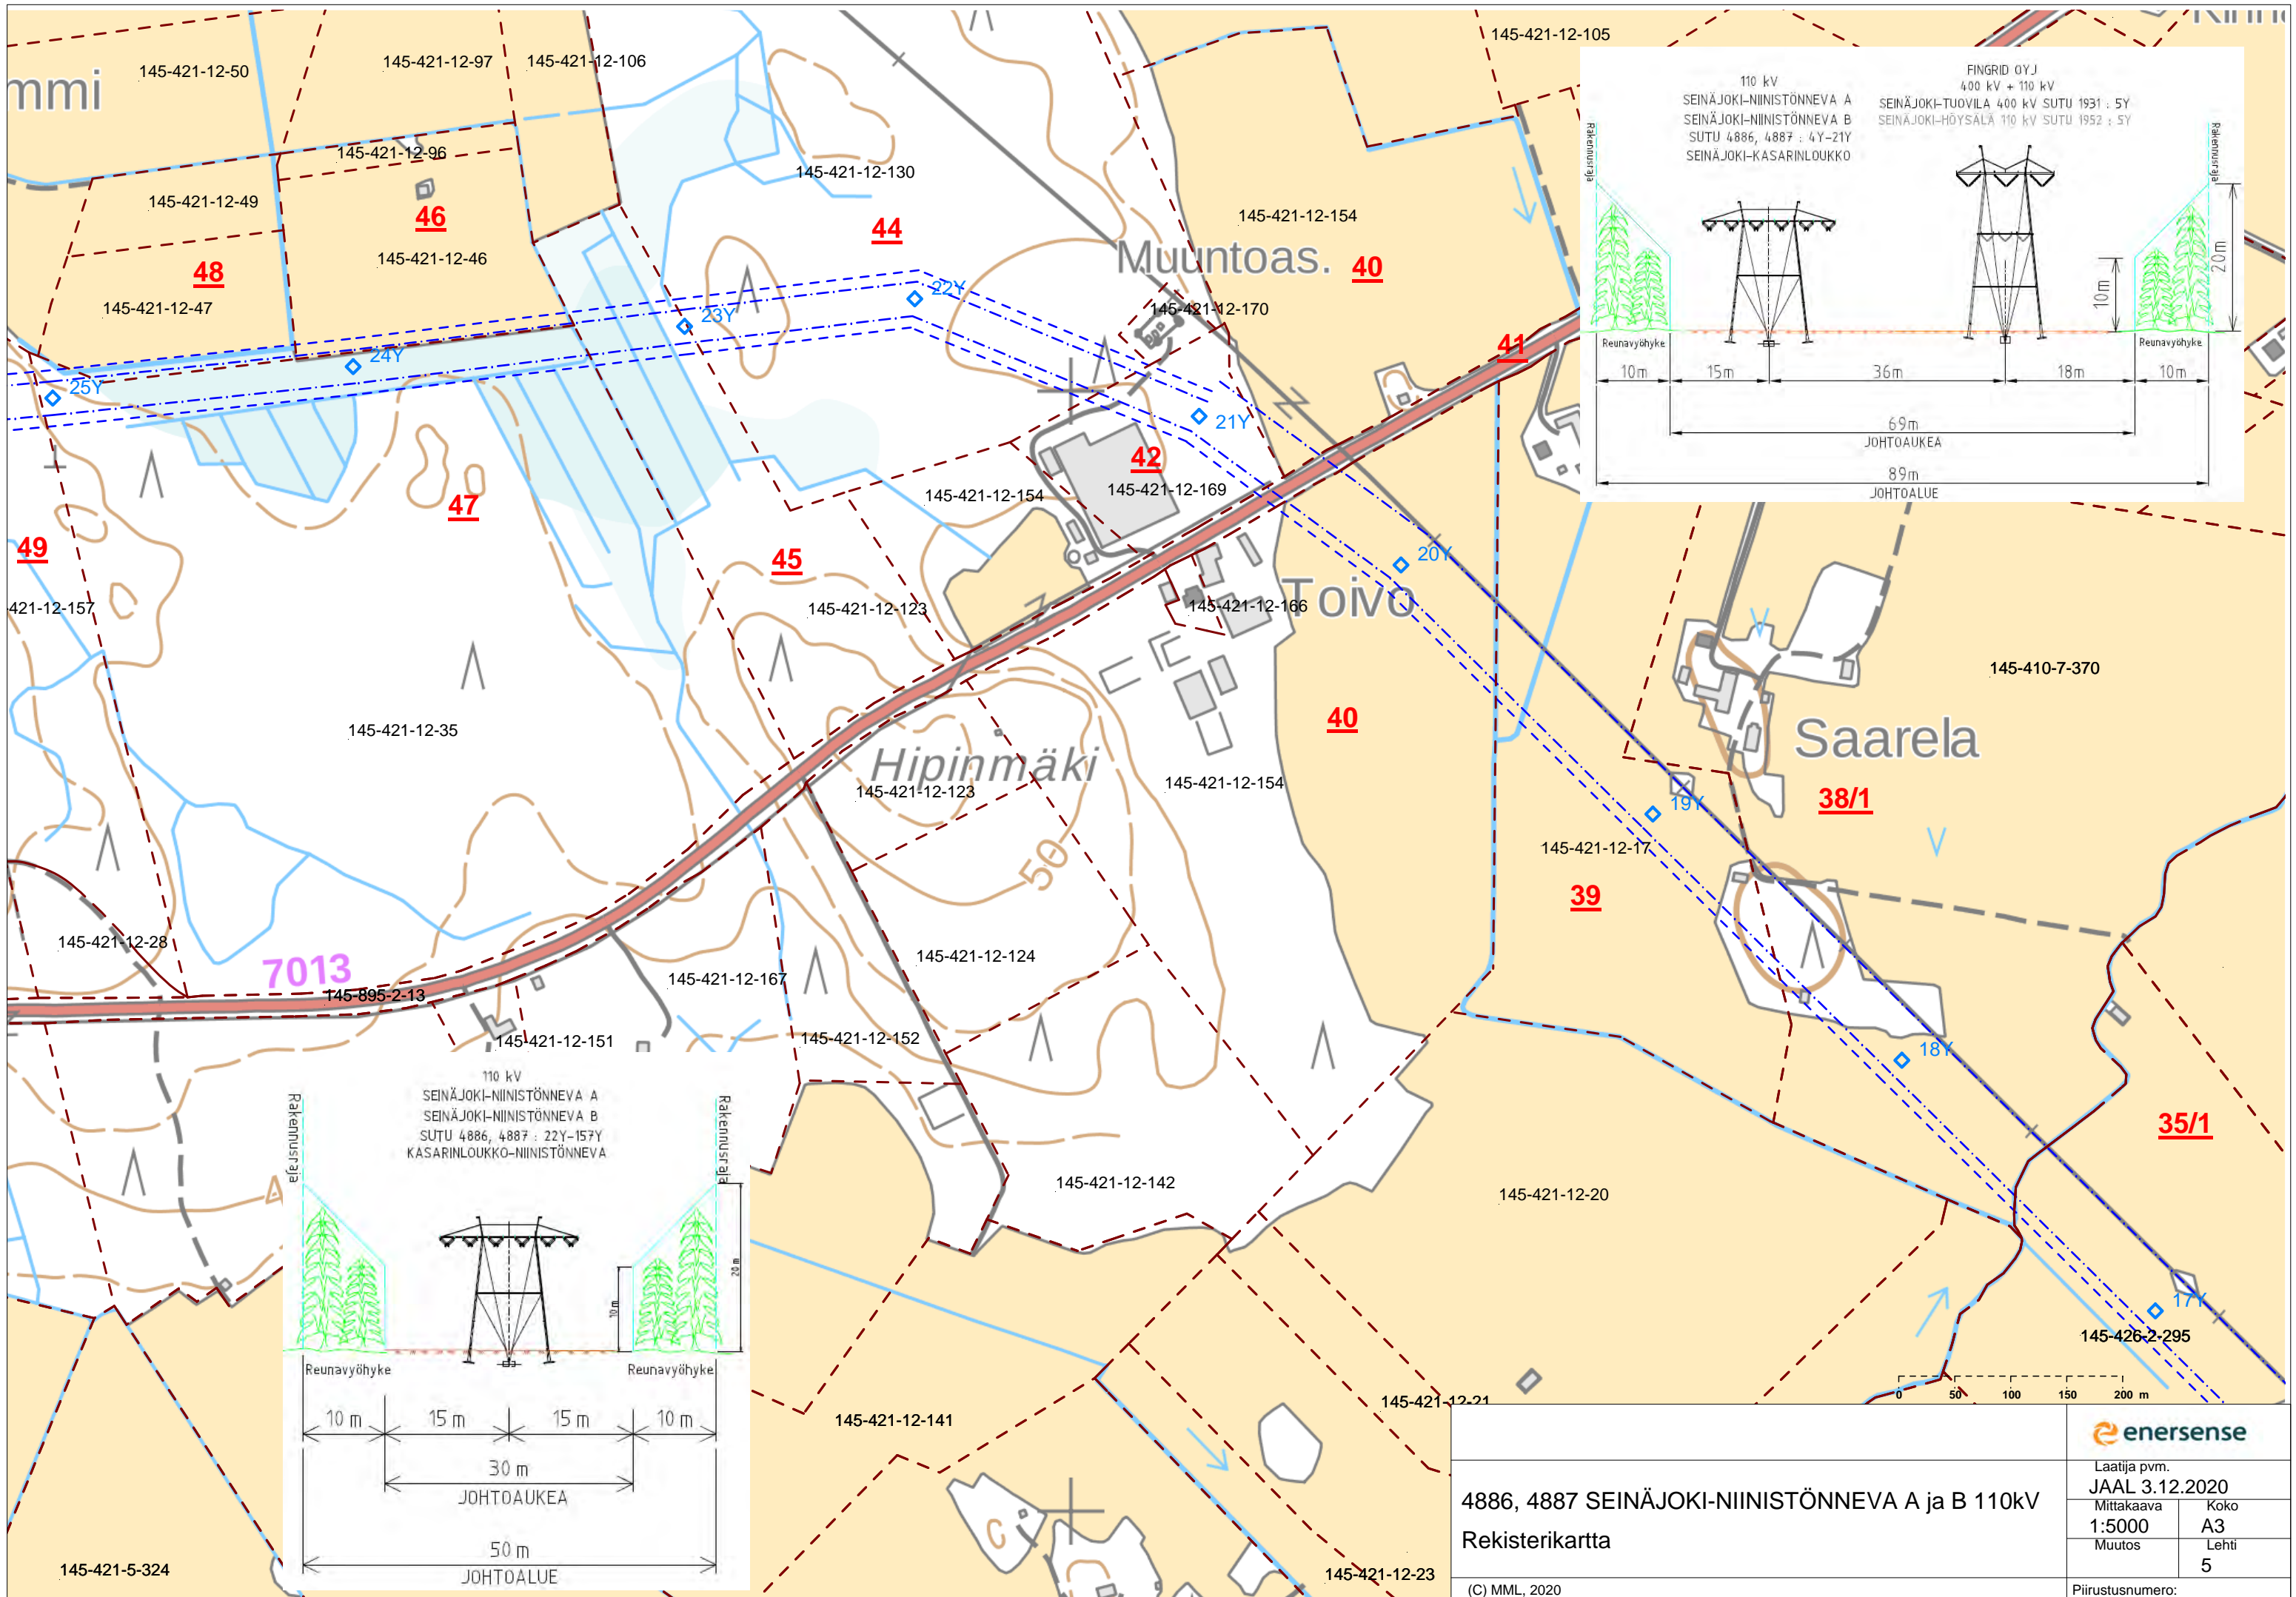 mmi
145-421-12-50
145-421-12-97
145-421-12-106
145-421-12-105
145-421-12-96
145-421-12-130
145-421-12-49
46
44
145-421-12-154
145-421-12-46
48
145-421-12-47
Muuntoas.
40
145-421-12-170
22Y
23Y
24Y
25Y
21Y
41
42
145-421-12-169
145-421-12-154
47
49
45
20Y
421-12-157
145-421-12-123
145-421-12-166
Toivo
145-410-7-370
145-421-12-35
40
Saarela
Hipinmäki
145-421-12-123
145-421-12-154
19Y
38/1
145-421-12-17
50
39
145-421-12-28
7013
145-895-2-13
145-421-12-167
145-421-12-124
145-421-12-151
145-421-12-152
18Y
35/1
145-421-12-142
145-421-12-20
17Y
145-426-2-295
0 50 100 150 200 m
145-421-12-141
145-421-12-21
145-421-12-23
145-421-5-324
110 kV
SEINÄJOKI-NIINISTÖNNEVA A
SEINÄJOKI-NIINISTÖNNEVA B
SUTU 4886, 4887 : 4Y-21Y
SEINÄJOKI-KASARINLOUKKO
FINGRID OYJ
400 kV + 110 kV
SEINÄJOKI-TUOVILA 400 kV SUTU 1931 : 5Y
SEINÄJOKI-HÖYSÄLÄ 110 kV SUTU 1952 : 5Y
Rakennusraja
Rakennusraja
20m
10m
Reunavyöhyke
Reunavyöhyke
10m 15m 36m 18m 10m
69m
JOHTOAUKEA
89m
JOHTOALUE
110 kV
SEINÄJOKI-NIINISTÖNNEVA A
SEINÄJOKI-NIINISTÖNNEVA B
SUTU 4886, 4887 : 22Y-157Y
KASARINLOUKKO-NIINISTÖNNEVA
Rakennusraja
Rakennusraja
20 m
10 m
Reunavyöhyke
Reunavyöhyke
10 m 15 m 15 m 10 m
30 m
JOHTOAUKEA
50 m
JOHTOALUE
4886, 4887 SEINÄJOKI-NIINISTÖNNEVA A ja B 110kV
Rekisterikartta
(C) MML, 2020
enersense
Laatija pvm.
JAAL 3.12.2020
Mittakaava Koko
1:5000 A3
Muutos Lehti
5
Piirustusnumero: